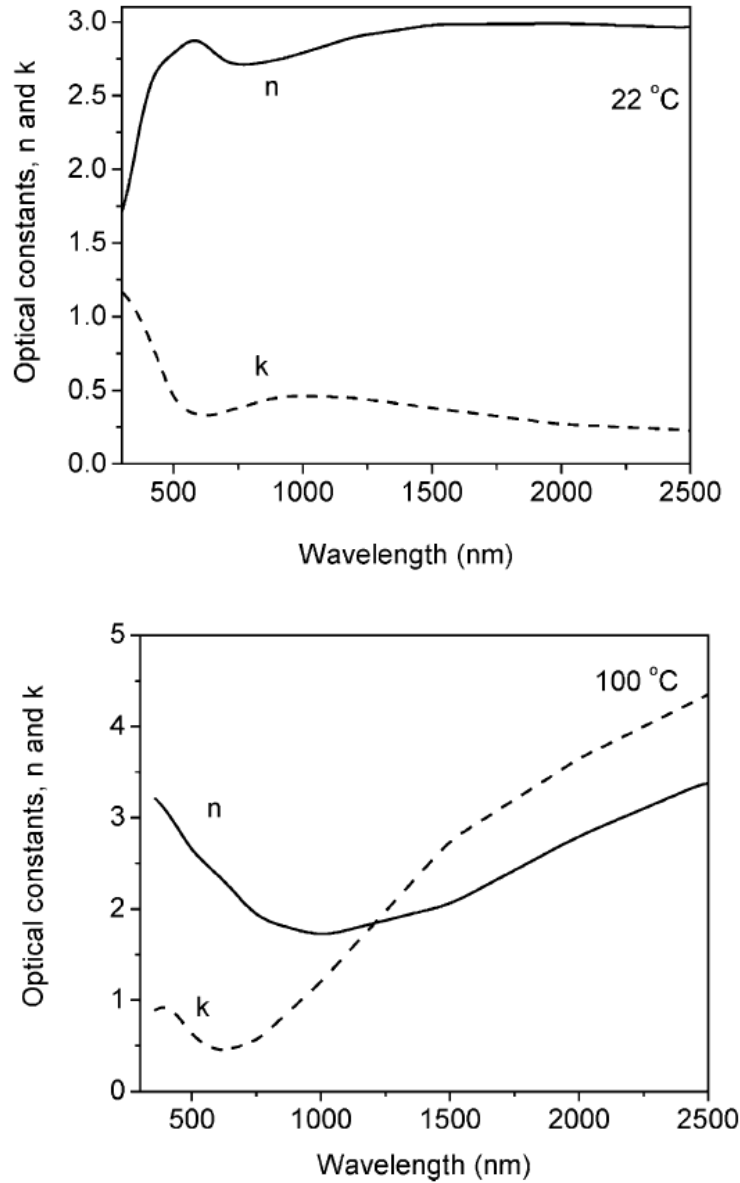 3.0
2.5
2.0
1.5
1.0
0.5
0.0
Optical constants, n and k
n
22 °C
k
500 1000 1500 2000 2500
Wavelength (nm)
5
4
3
2
1
0
Optical constants, n and k
100 °C
n
k
500 1000 1500 2000 2500
Wavelength (nm)